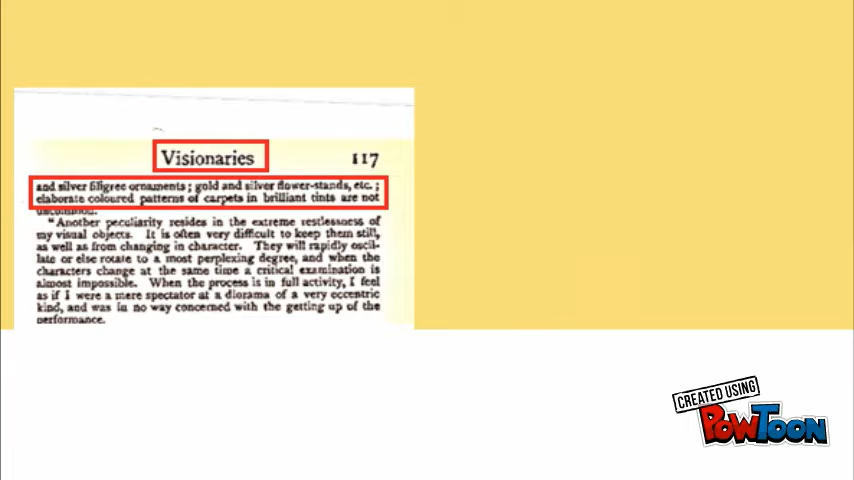 Visionaries 117
and silver filigree ornaments ; gold and silver flower-stands, etc. ;
elaborate coloured patterns of carpets in brilliant tints are not
uncommon.
"Another peculiarity resides in the extreme restlessness of
my visual objects. It is often very difficult to keep them still,
as well as from changing in character. They will rapidly oscil-
late or else rotate to a most perplexing degree, and when the
characters change at the same time a critical examination is
almost impossible. When the process is in full activity, I feel
as if I were a mere spectator at a diorama of a very eccentric
kind, and was in no way concerned with the getting up of the
performance.
CREATED USING
POWTOON